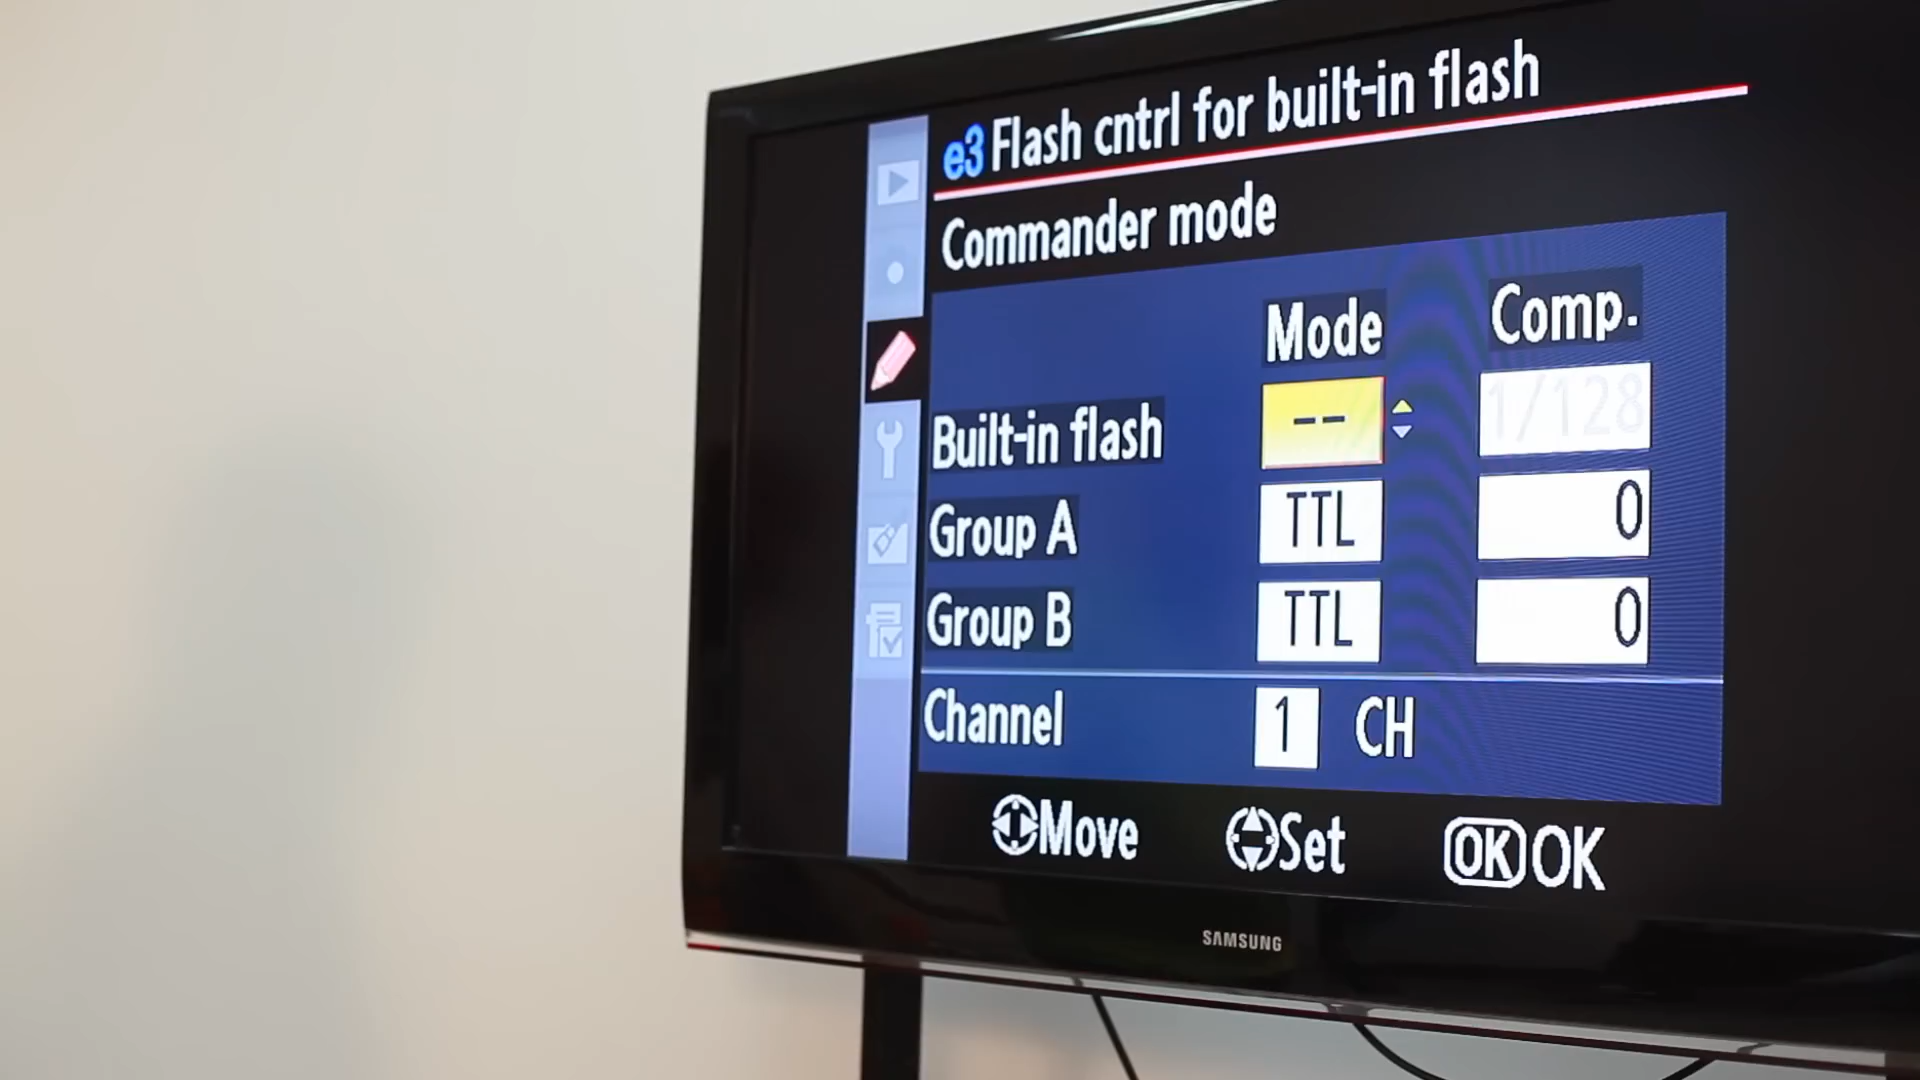 e3 Flash cntrl for built-in flash
Commander mode
Mode Comp.
Built-in flash -- 1/128
Group A TTL 0
Group B TTL 0
Channel 1 CH
Move Set OK OK
SAMSUNG